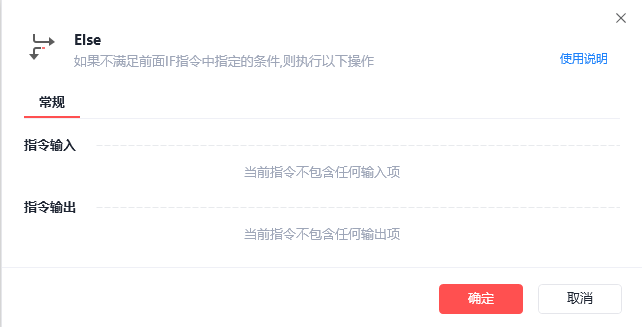 Else
如果不满足前面IF指令中指定的条件,则执行以下操作
使用说明
常规
指令输入
当前指令不包含任何输入项
指令输出
当前指令不包含任何输出项
确定
取消